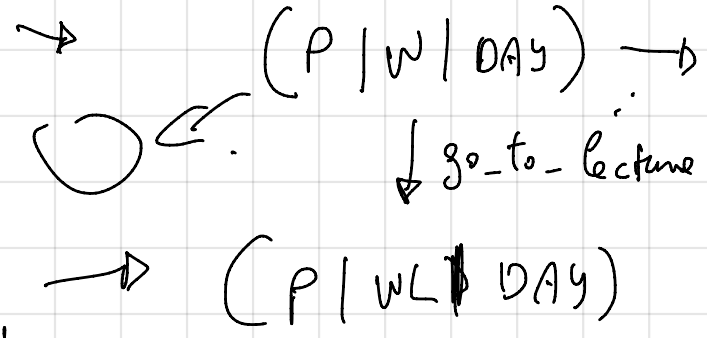 (P | W | DAY)
go_to_lecture
(P | WL | DAY)